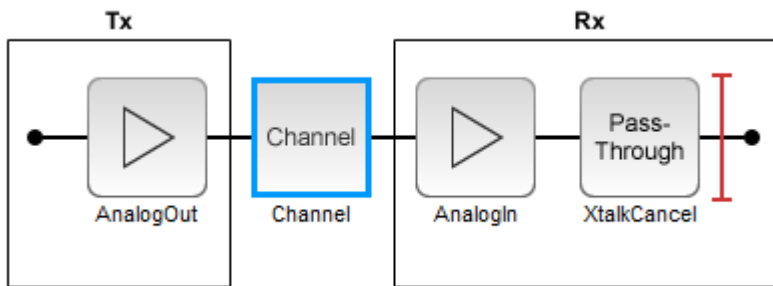 Tx
Rx
Channel
Pass-
Through
AnalogOut
Channel
AnalogIn
XtalkCancel